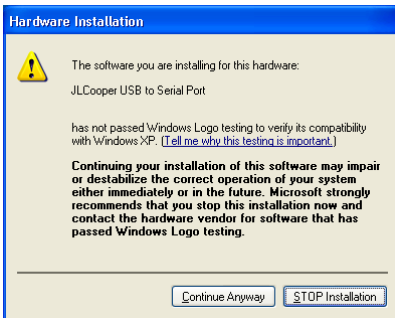 Hardware Installation
The software you are installing for this hardware:
JLCooper USB to Serial Port
has not passed Windows Logo testing to verify its compatibility
with Windows XP. (Tell me why this testing is important.)
Continuing your installation of this software may impair
or destabilize the correct operation of your system
either immediately or in the future. Microsoft strongly
recommends that you stop this installation now and
contact the hardware vendor for software that has
passed Windows Logo testing.
Continue Anyway STOP Installation